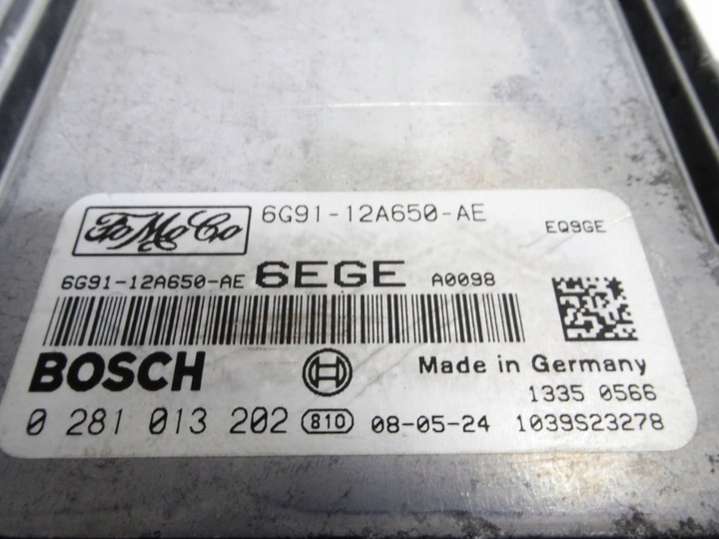 FoMoCo 6G91-12A650-AE
EQ9GE
6G91-12A650-AE 6EGE A0098
BOSCH Made in Germany
1335 0566
0 281 013 202 810 08-05-24 1039S23278